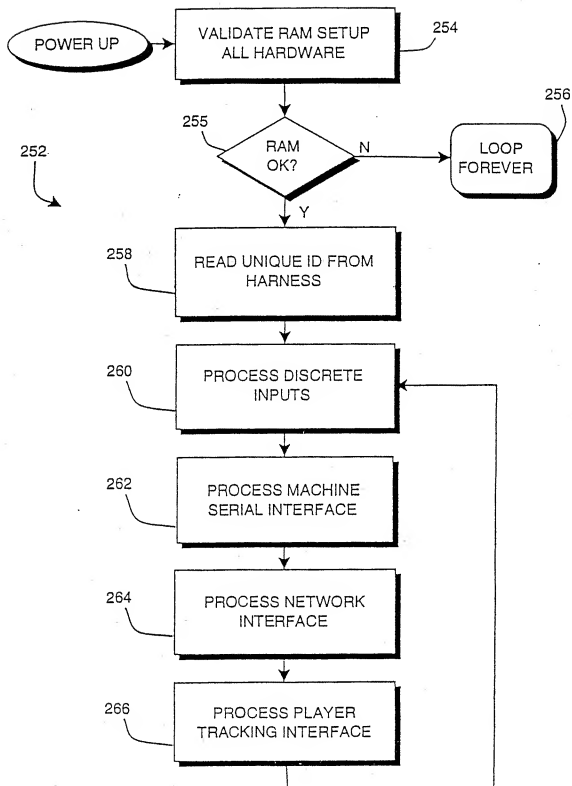 POWER UP
VALIDATE RAM SETUP
ALL HARDWARE
254
255
RAM
OK?
N
256
LOOP
FOREVER
252
Y
258
READ UNIQUE ID FROM
HARNESS
260
PROCESS DISCRETE
INPUTS
262
PROCESS MACHINE
SERIAL INTERFACE
264
PROCESS NETWORK
INTERFACE
266
PROCESS PLAYER
TRACKING INTERFACE